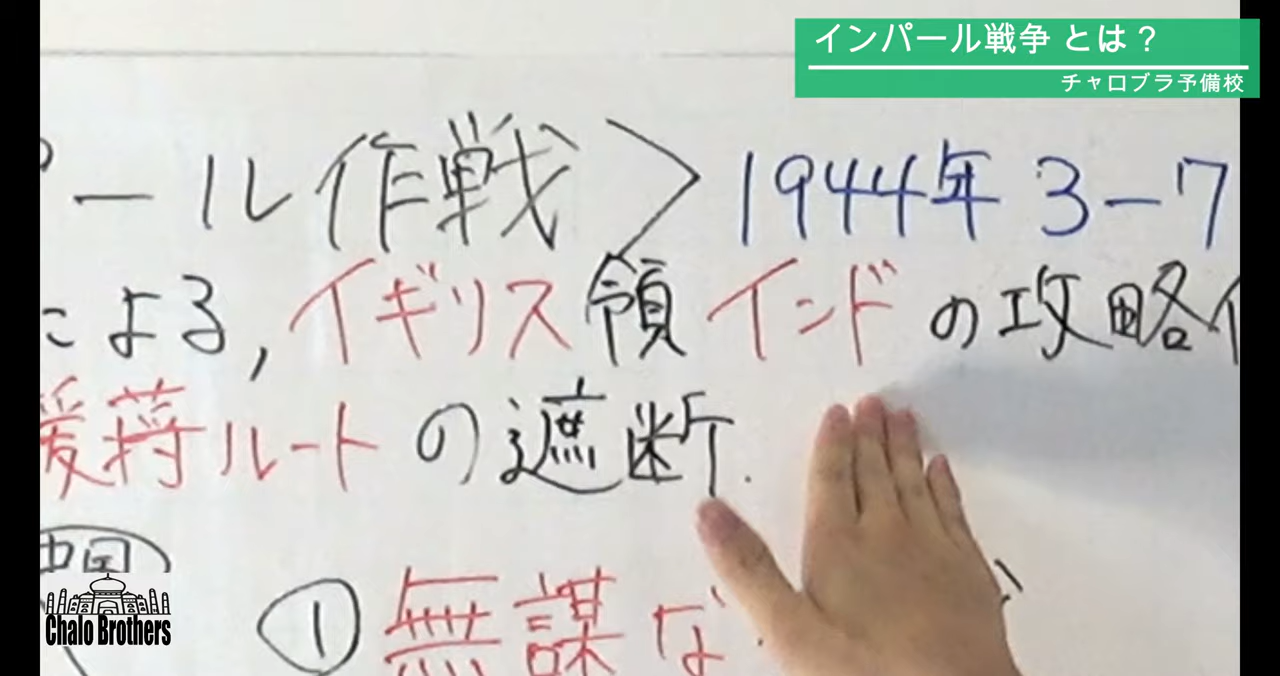 インパール戦争 とは？
チャロブラ予備校
ール作戦＞ 1944年 3-7
による, イギリス領 インドの攻略
援蒋ルートの遮断.
中国
① 無謀な
Chalo Brothers